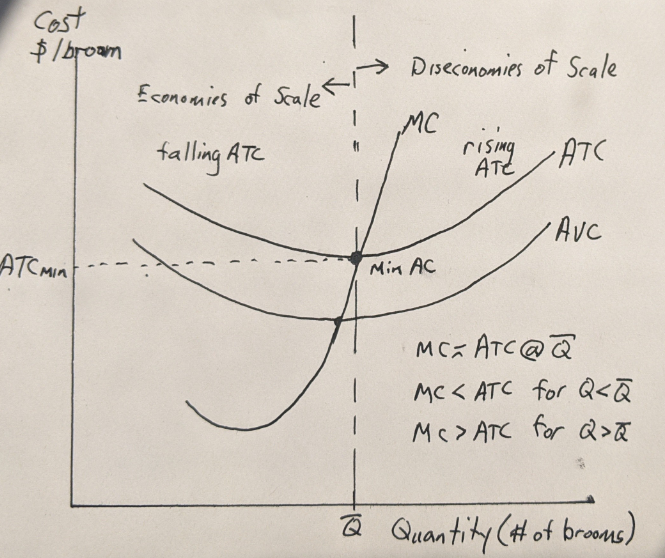 Cost
$/broom
Diseconomies of Scale
Economies of Scale
MC
falling ATC
rising
ATC
ATC
AVC
ATCMIN
Min AC
MC = ATC @ Q̅
MC < ATC for Q<Q̅
MC > ATC for Q>Q̅
Q̅
Quantity (# of brooms)